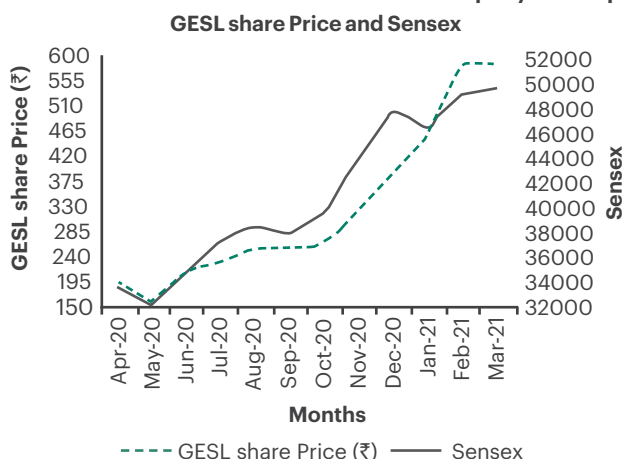 GESL share Price and Sensex
GESL share Price (₹)
600
555
510
465
420
375
330
285
240
195
150
52000
50000
48000
46000
44000
42000
40000
38000
36000
34000
32000
Sensex
Apr-20
May-20
Jun-20
Jul-20
Aug-20
Sep-20
Oct-20
Nov-20
Dec-20
Jan-21
Feb-21
Mar-21
Months
GESL share Price (₹) Sensex